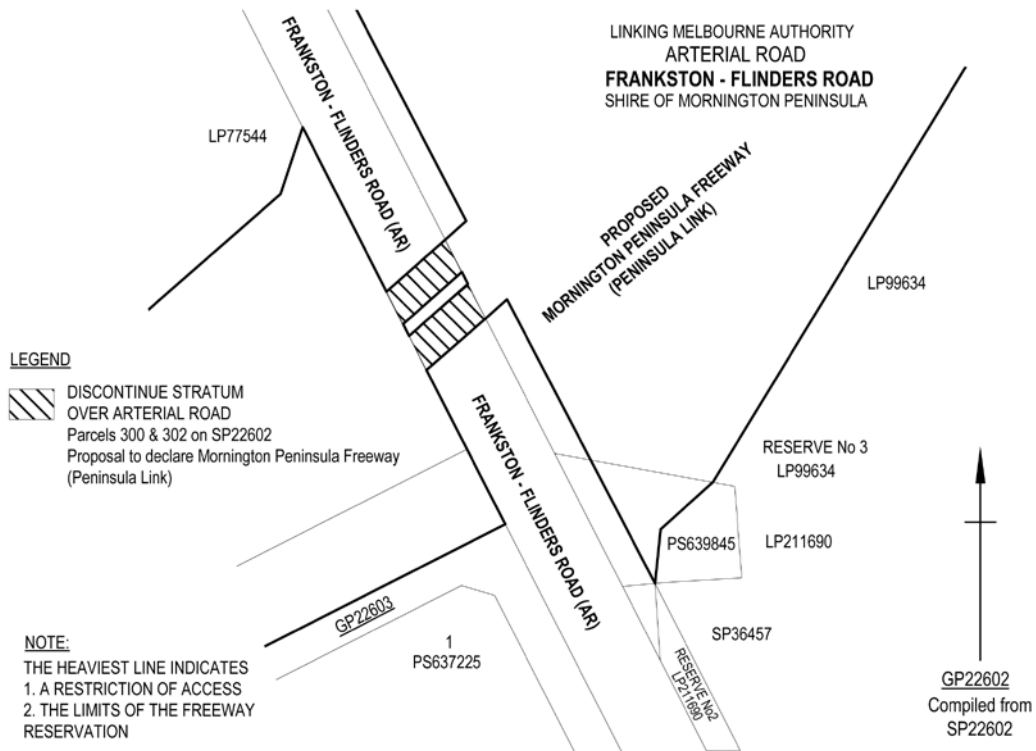 LINKING MELBOURNE AUTHORITY
ARTERIAL ROAD
FRANKSTON - FLINDERS ROAD
SHIRE OF MORNINGTON PENINSULA
FRANKSTON - FLINDERS ROAD (AR)
LP77544
PROPOSED
MORNINGTON PENINSULA FREEWAY
(PENINSULA LINK)
LP99634
LEGEND
DISCONTINUE STRATUM
OVER ARTERIAL ROAD
Parcels 300 & 302 on SP22602
Proposal to declare Mornington Peninsula Freeway
(Peninsula Link)
FRANKSTON - FLINDERS ROAD (AR)
RESERVE No 3
LP99634
PS639845
LP211690
GP22603
1
PS637225
SP36457
RESERVE No2
LP211690
NOTE:
THE HEAVIEST LINE INDICATES
1. A RESTRICTION OF ACCESS
2. THE LIMITS OF THE FREEWAY
RESERVATION
GP22602
Compiled from
SP22602